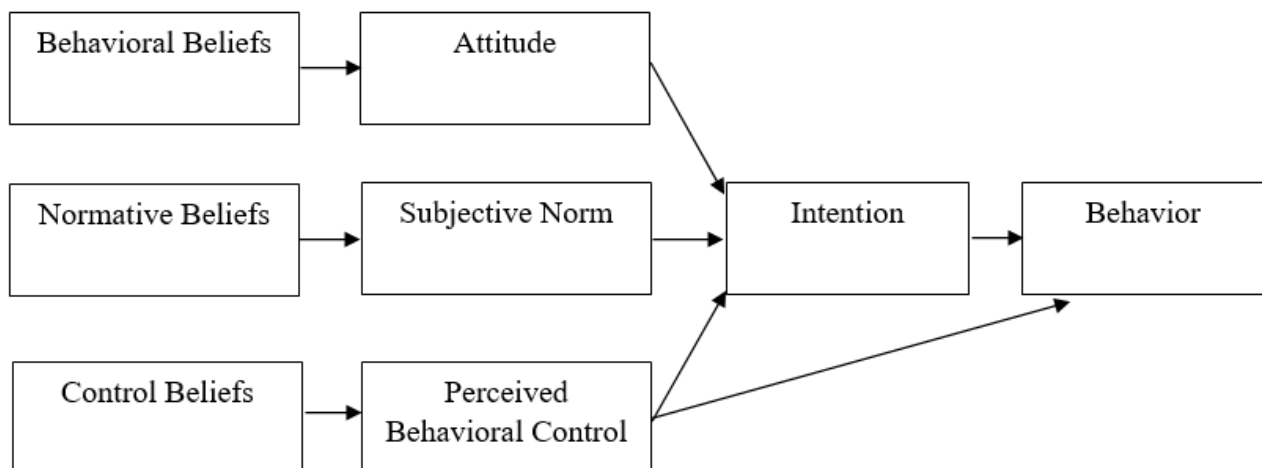 Behavioral Beliefs
Attitude
Normative Beliefs
Subjective Norm
Intention
Behavior
Control Beliefs
Perceived
Behavioral Control